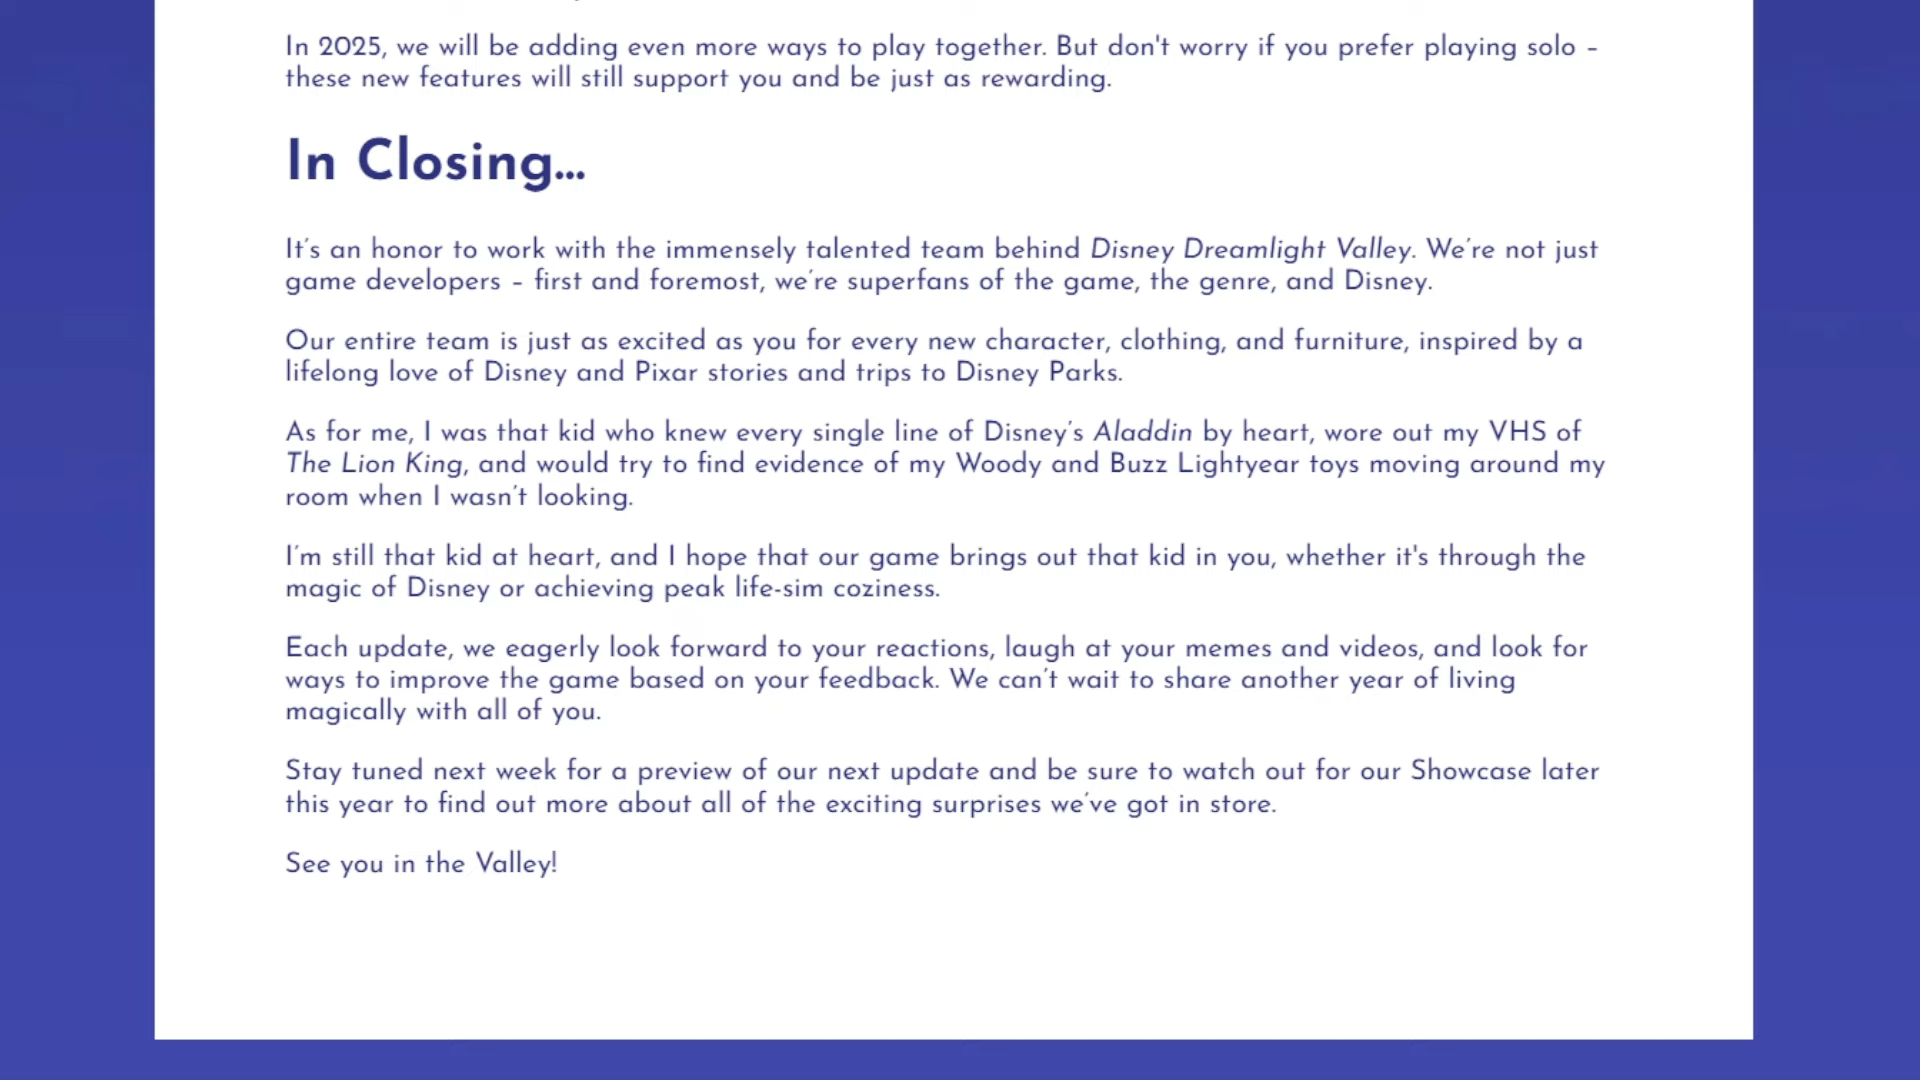 In 2025, we will be adding even more ways to play together. But don't worry if you prefer playing solo –
these new features will still support you and be just as rewarding.
In Closing...
It’s an honor to work with the immensely talented team behind Disney Dreamlight Valley. We’re not just
game developers – first and foremost, we’re superfans of the game, the genre, and Disney.
Our entire team is just as excited as you for every new character, clothing, and furniture, inspired by a
lifelong love of Disney and Pixar stories and trips to Disney Parks.
As for me, I was that kid who knew every single line of Disney’s Aladdin by heart, wore out my VHS of
The Lion King, and would try to find evidence of my Woody and Buzz Lightyear toys moving around my
room when I wasn’t looking.
I’m still that kid at heart, and I hope that our game brings out that kid in you, whether it's through the
magic of Disney or achieving peak life-sim coziness.
Each update, we eagerly look forward to your reactions, laugh at your memes and videos, and look for
ways to improve the game based on your feedback. We can’t wait to share another year of living
magically with all of you.
Stay tuned next week for a preview of our next update and be sure to watch out for our Showcase later
this year to find out more about all of the exciting surprises we’ve got in store.
See you in the Valley!